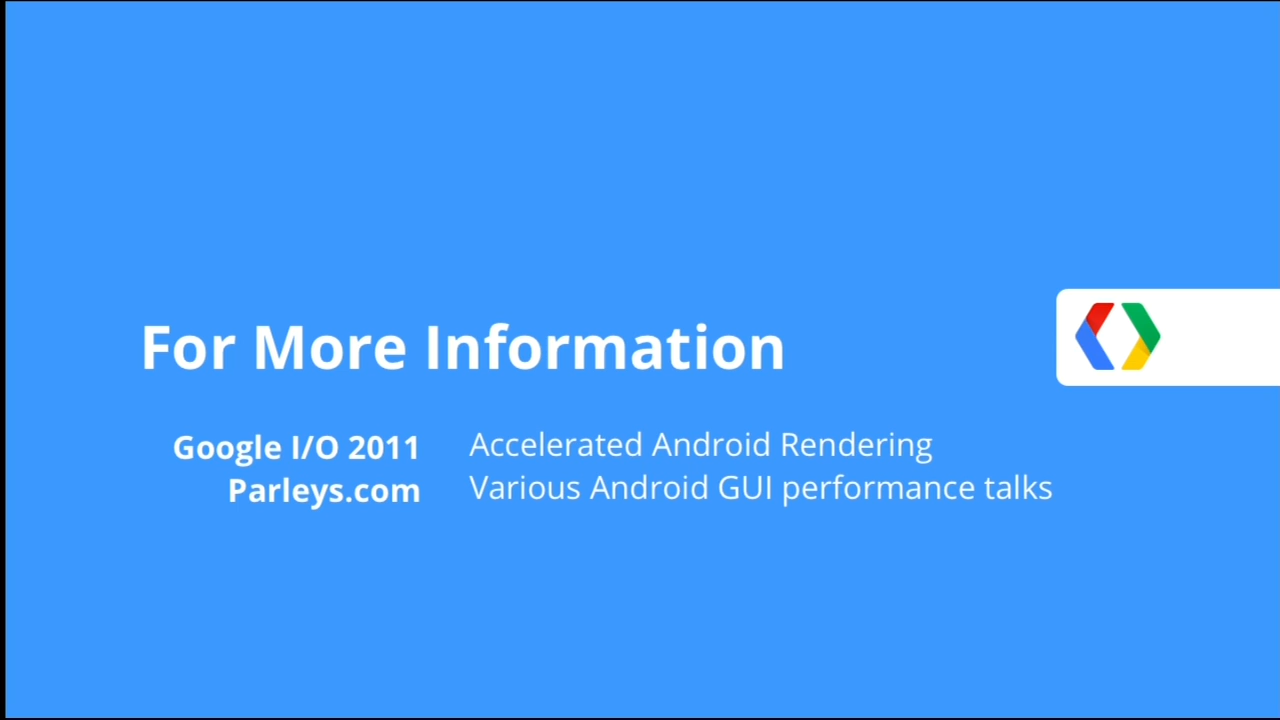 For More Information
Google I/O 2011 Accelerated Android Rendering
Parleys.com Various Android GUI performance talks